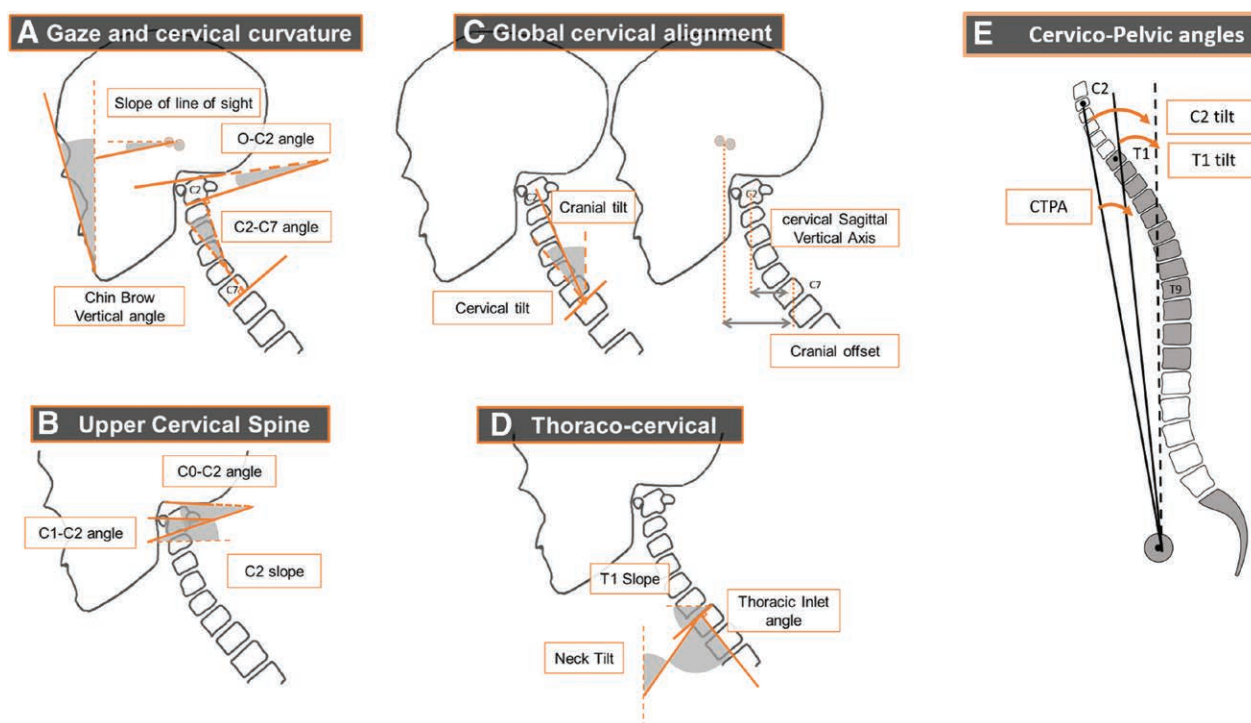 A Gaze and cervical curvature
Slope of line of sight
O-C2 angle
C2
C2-C7 angle
C7
Chin Brow
Vertical angle
B Upper Cervical Spine
C0-C2 angle
C1-C2 angle
C2 slope
C Global cervical alignment
C2
Cranial tilt
Cervical tilt
C2
cervical Sagittal
Vertical Axis
C7
Cranial offset
D Thoraco-cervical
T1 Slope
Thoracic Inlet
angle
Neck Tilt
E Cervico-Pelvic angles
C2
C2 tilt
T1
T1 tilt
CTPA
T9